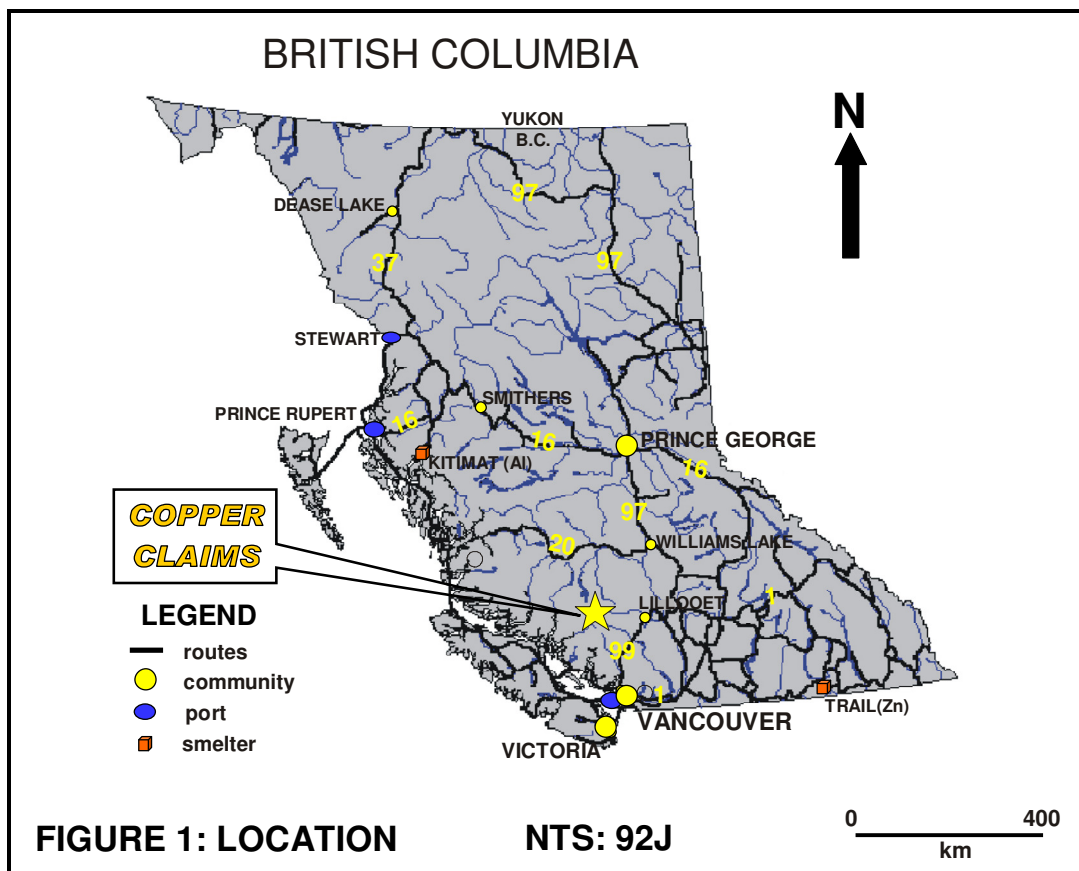 BRITISH COLUMBIA
N
YUKON
B.C.
97
DEASE LAKE
37
97
STEWART
SMITHERS
PRINCE RUPERT
16
16
PRINCE GEORGE
KITIMAT (Al)
16
COPPER
CLAIMS
97
20
WILLIAMS LAKE
1
LILLOOET
LEGEND
routes
99
community
1
port
VANCOUVER
TRAIL(Zn)
smelter
VICTORIA
FIGURE 1: LOCATION
NTS: 92J
0 400
km